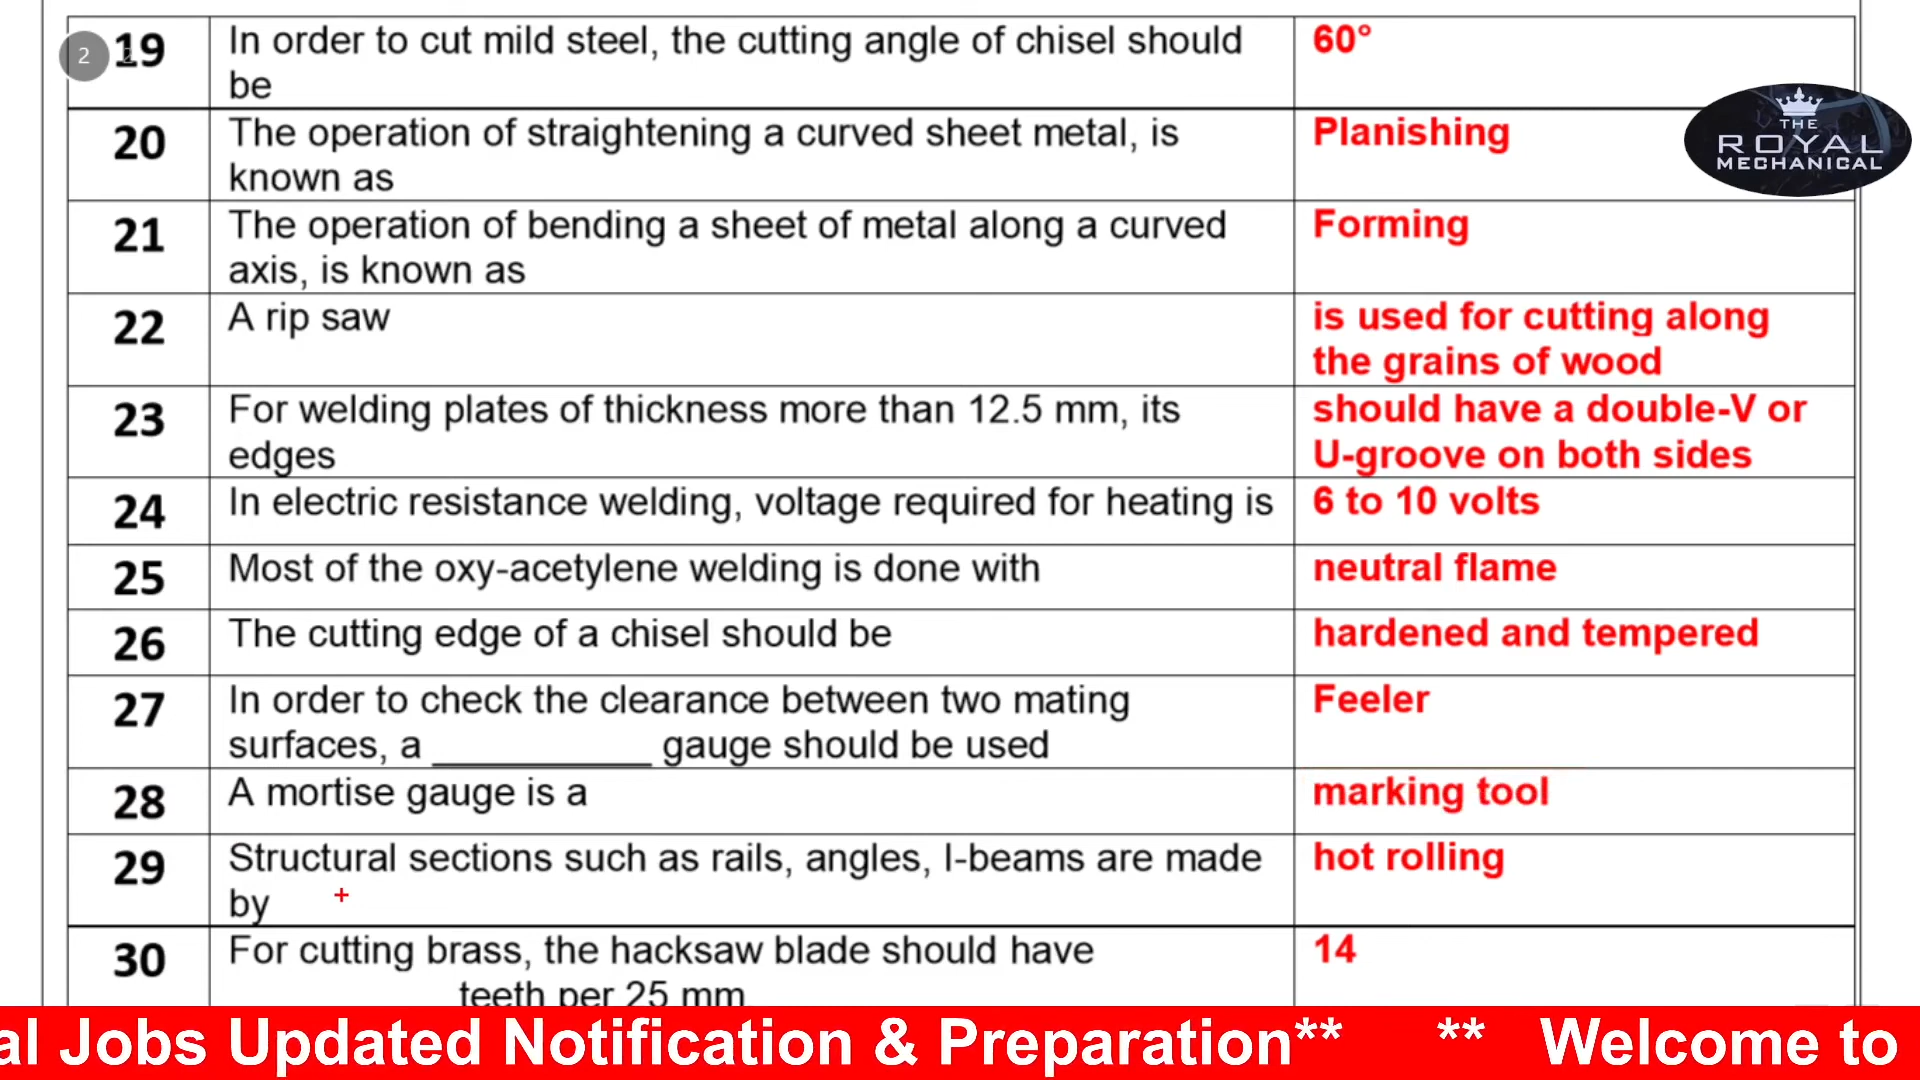 2
19 In order to cut mild steel, the cutting angle of chisel should 60°
be
20 The operation of straightening a curved sheet metal, is Planishing
known as
THE
ROYAL
MECHANICAL
21 The operation of bending a sheet of metal along a curved Forming
axis, is known as
22 A rip saw is used for cutting along
the grains of wood
23 For welding plates of thickness more than 12.5 mm, its should have a double-V or
edges U-groove on both sides
24 In electric resistance welding, voltage required for heating is 6 to 10 volts
25 Most of the oxy-acetylene welding is done with neutral flame
26 The cutting edge of a chisel should be hardened and tempered
27 In order to check the clearance between two mating Feeler
surfaces, a __________ gauge should be used
28 A mortise gauge is a marking tool
29 Structural sections such as rails, angles, I-beams are made hot rolling
by
30 For cutting brass, the hacksaw blade should have 14
teeth per 25 mm
al Jobs Updated Notification & Preparation** ** Welcome to